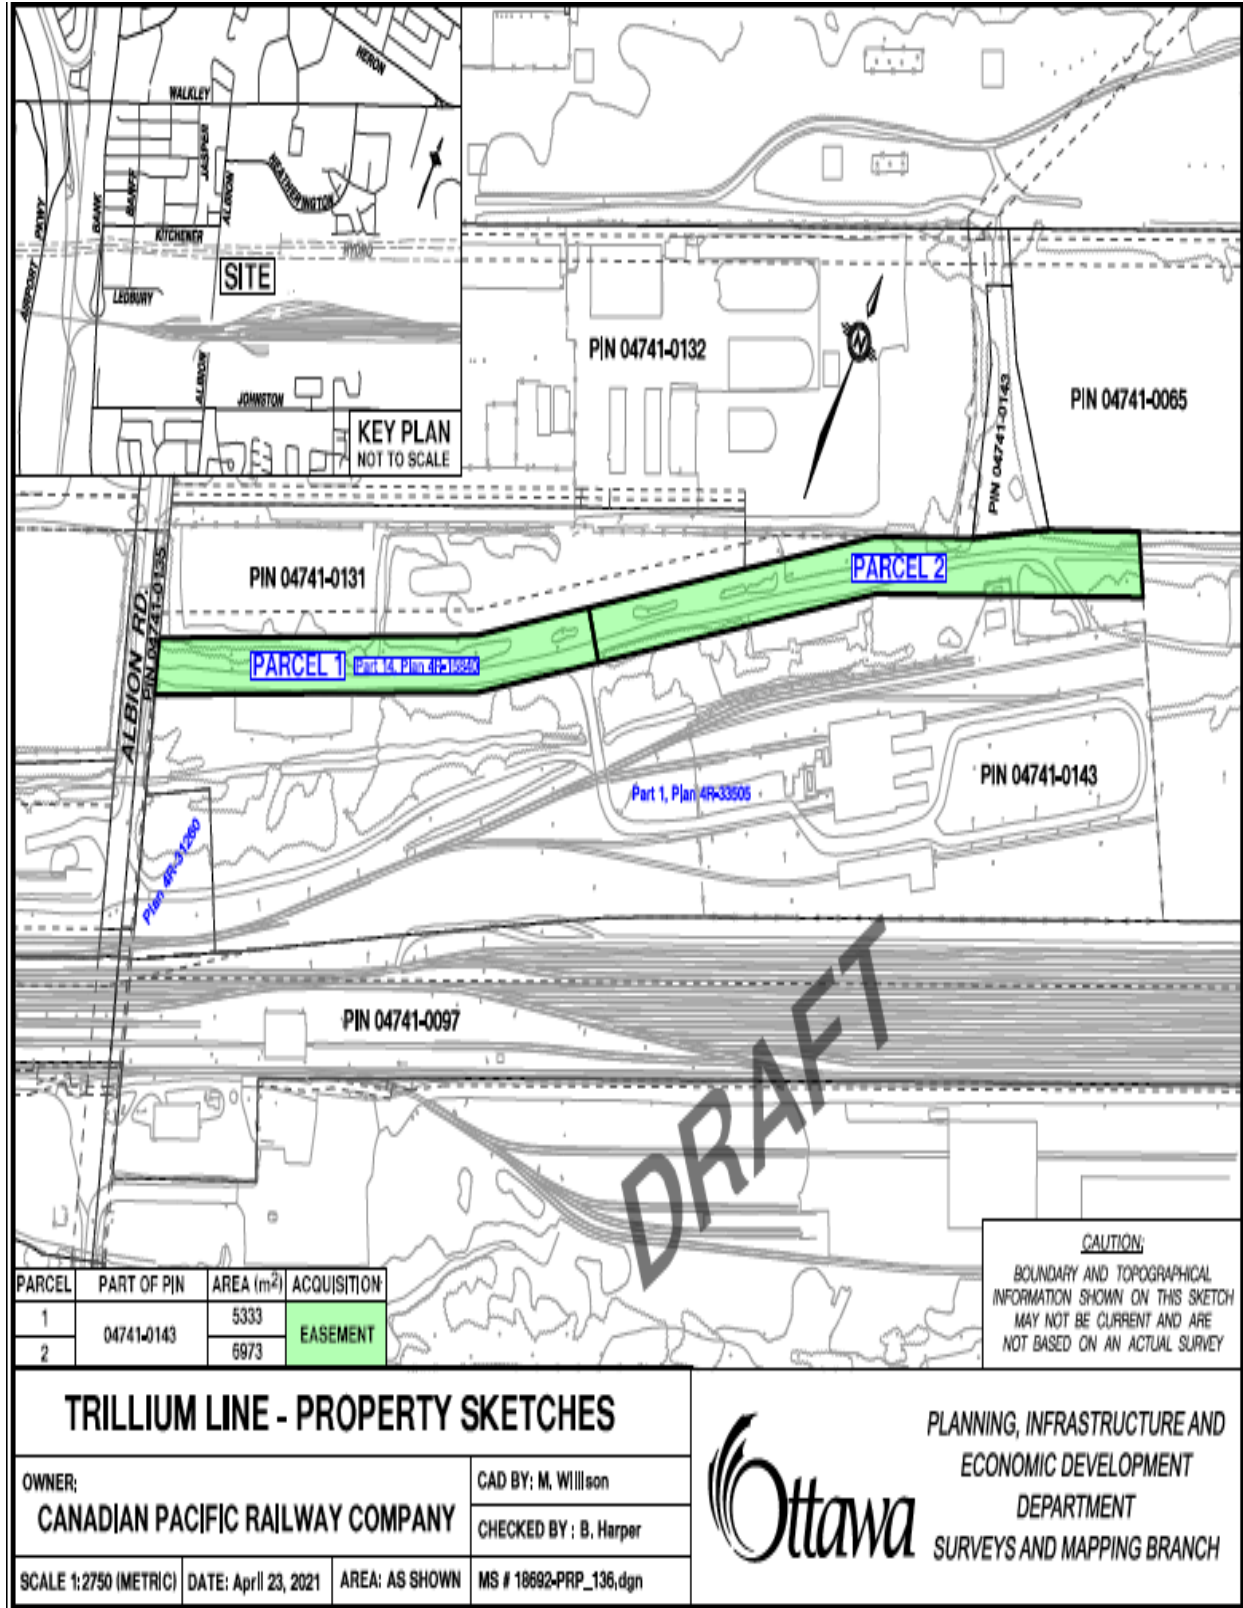 HERON
WALKLEY
JASPER
HEATHERINGTON
BANK
BANFF
ALBION
PKWY
KITCHENER
HYDRO
SITE
AIRPORT
LEDBURY
ALBION
JOHNSTON
KEY PLAN
NOT TO SCALE
PIN 04741-0132
N
PIN 04741-0143
PIN 04741-0065
PIN 04741-0131
PARCEL 2
ALBION RD.
PIN 04741-0135
PARCEL 1
Part 14, Plan 4R-15840
Part 1, Plan 4R-33505
PIN 04741-0143
Plan 4R-31260
PIN 04741-0097
DRAFT
CAUTION:
BOUNDARY AND TOPOGRAPHICAL
INFORMATION SHOWN ON THIS SKETCH
MAY NOT BE CURRENT AND ARE
NOT BASED ON AN ACTUAL SURVEY
PARCEL PART OF PIN AREA (m²) ACQUISITION
1 04741-0143 5333 EASEMENT
2 6973
TRILLIUM LINE - PROPERTY SKETCHES
OWNER:
CANADIAN PACIFIC RAILWAY COMPANY
CAD BY: M. Willson
CHECKED BY : B. Harper
SCALE 1:2750 (METRIC) DATE: April 23, 2021 AREA: AS SHOWN MS # 18692-PRP_136.dgn
Ottawa
PLANNING, INFRASTRUCTURE AND
ECONOMIC DEVELOPMENT
DEPARTMENT
SURVEYS AND MAPPING BRANCH